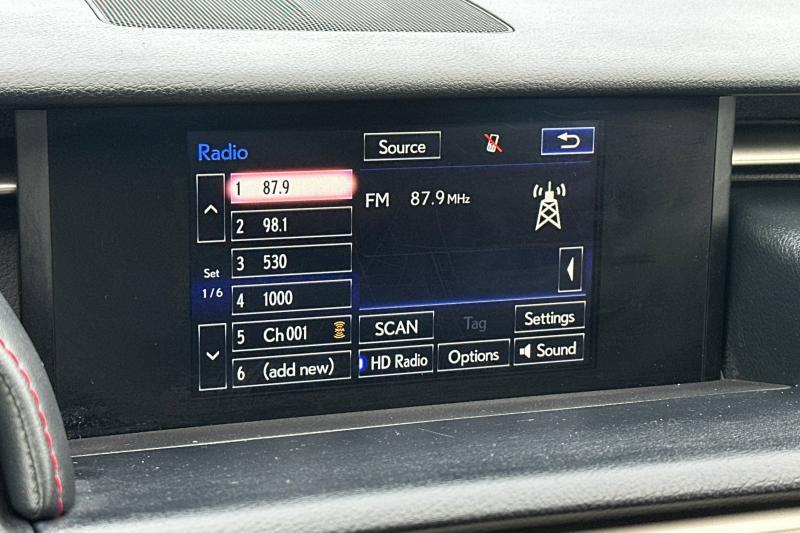 Radio
Source
1 87.9
2 98.1
3 530
4 1000
5 Ch 001
6 (add new)
Set
1/6
FM 87.9 MHz
SCAN
Tag
Settings
HD Radio
Options
Sound